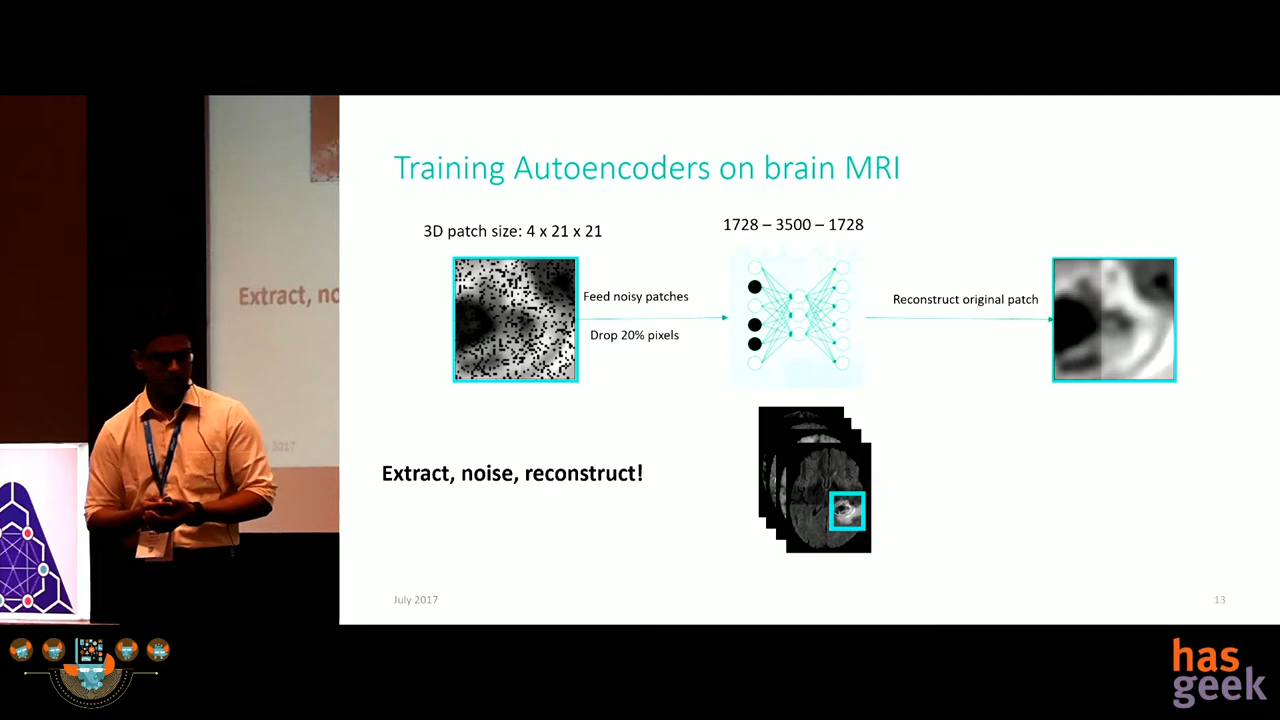 Training Autoencoders on brain MRI
3D patch size: 4 x 21 x 21
1728 – 3500 – 1728
Feed noisy patches
Drop 20% pixels
Reconstruct original patch
Extract, no
Extract, noise, reconstruct!
2017
July 2017
13
has
geek